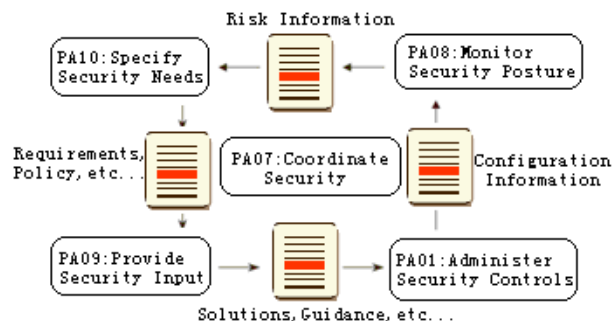 Risk Information
PA10:Specify
Security Needs
PA08:Monitor
Security Posture
Requirements,
Policy, etc...
PA07:Coordinate
Security
Configuration
Information
PA09:Provide
Security Input
PA01:Administer
Security Controls
Solutions, Guidance, etc...